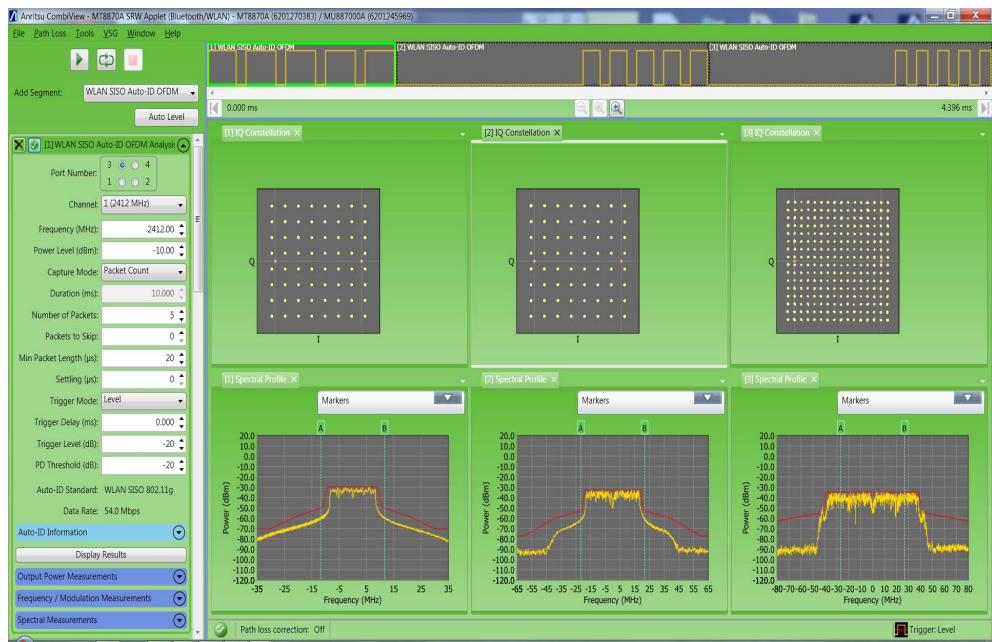 Anritsu CombiView - MT8870A SRW Applet (Bluetooth/WLAN) - MT8870A (6201270383) / MU887000A (6201245969)
File Path Loss Tools VSG Window Help
Add Segment: WLAN SISO Auto-ID OFDM
Auto Level
[1] WLAN SISO Auto-ID OFDM
[2] WLAN SISO Auto-ID OFDM
[3] WLAN SISO Auto-ID OFDM
0.000 ms
4.396 ms
[1] WLAN SISO Auto-ID OFDM Analysis
Port Number: 3 4
1 2
Channel: 1 (2412 MHz)
Frequency (MHz): 2412.00
Power Level (dBm): -10.00
Capture Mode: Packet Count
Duration (ms): 10.000
Number of Packets: 5
Packets to Skip: 0
Min Packet Length (µs): 20
Settling (µs): 0
Trigger Mode: Level
Trigger Delay (ms): 0.000
Trigger Level (dB): -20
PD Threshold (dB): -20
Auto-ID Standard: WLAN SISO 802.11g
Data Rate: 54.0 Mbps
Auto-ID Information
Display Results
Output Power Measurements
Frequency / Modulation Measurements
Spectral Measurements
[1] IQ Constellation
Q
I
[2] IQ Constellation
Q
I
[3] IQ Constellation
Q
I
[1] Spectral Profile
Markers
A B
20.0
10.0
0.0
-10.0
-20.0
-30.0
-40.0
-50.0
-60.0
-70.0
-80.0
-90.0
-100.0
-110.0
-120.0
Power (dBm)
-35 -25 -15 -5 5 15 25 35
Frequency (MHz)
[2] Spectral Profile
Markers
A B
20.0
10.0
0.0
-10.0
-20.0
-30.0
-40.0
-50.0
-60.0
-70.0
-80.0
-90.0
-100.0
-110.0
-120.0
Power (dBm)
-65 -55 -45 -35 -25 -15 -5 5 15 25 35 45 55 65
Frequency (MHz)
[3] Spectral Profile
Markers
A B
20.0
10.0
0.0
-10.0
-20.0
-30.0
-40.0
-50.0
-60.0
-70.0
-80.0
-90.0
-100.0
-110.0
-120.0
Power (dBm)
-80 -70 -60 -50 -40 -30 -20 -10 0 10 20 30 40 50 60 70 80
Frequency (MHz)
Path loss correction: Off
Trigger: Level